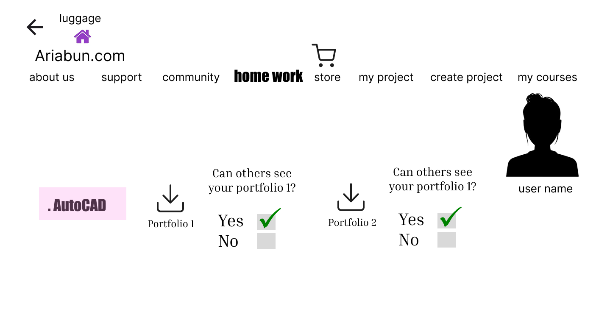 luggage
Ariabun.com
about us support community home work store my project create project my courses
user name
. AutoCAD
Portfolio 1
Can others see
your portfolio 1?
Yes
No
Portfolio 2
Can others see
your portfolio 1?
Yes
No